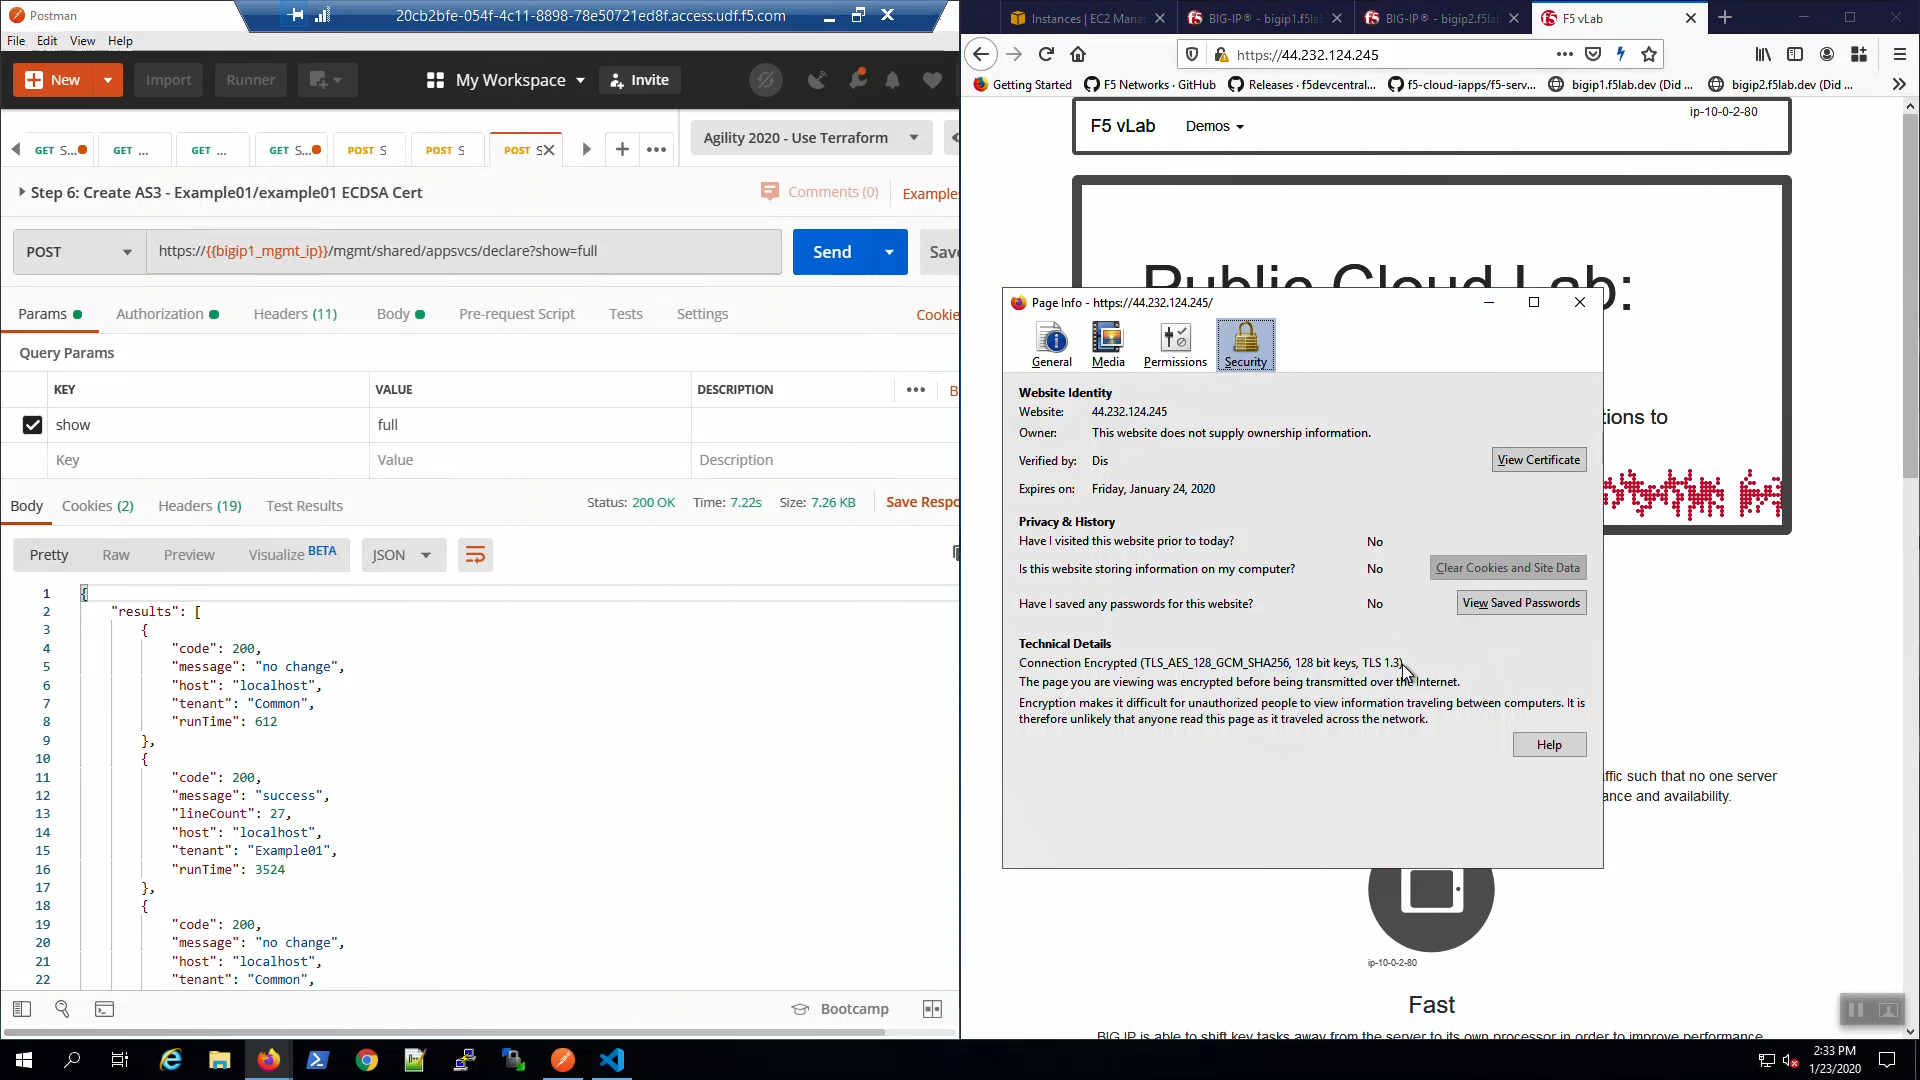 Postman
20cb2bfe-054f-4c11-8898-78e50721ed8f.access.udf.f5.com
File Edit View Help
New
Import
Runner
My Workspace
Invite
GET S...
GET ...
GET ...
GET S...
POST S
POST S
POST S
Agility 2020 - Use Terraform
Step 6: Create AS3 - Example01/example01 ECDSA Cert
Comments (0)
Examples
POST
https://{{bigip1_mgmt_ip}}/mgmt/shared/appsvcs/declare?show=full
Send
Save
Params
Authorization
Headers (11)
Body
Pre-request Script
Tests
Settings
Cookie
Query Params
KEY VALUE DESCRIPTION B
show full
Key Value Description
Body Cookies (2) Headers (19) Test Results
Status: 200 OK Time: 7.22s Size: 7.26 KB Save Respo
Pretty Raw Preview Visualize BETA JSON
1 {
2 "results": [
3 {
4 "code": 200,
5 "message": "no change",
6 "host": "localhost",
7 "tenant": "Common",
8 "runTime": 612
9 },
10 {
11 "code": 200,
12 "message": "success",
13 "lineCount": 27,
14 "host": "localhost",
15 "tenant": "Example01",
16 "runTime": 3524
17 },
18 {
19 "code": 200,
20 "message": "no change",
21 "host": "localhost",
22 "tenant": "Common",
Bootcamp
Instances | EC2 Mana
BIG-IP® - bigip1.f5lab
BIG-IP® - bigip2.f5lab
F5 vLab
https://44.232.124.245
Getting Started
F5 Networks · GitHub
Releases · f5devcentral...
f5-cloud-iapps/f5-serv...
bigip1.f5lab.dev (Did ...
bigip2.f5lab.dev (Did ...
ip-10-0-2-80
F5 vLab Demos
Public Cloud Lab:
Page Info - https://44.232.124.245/
General Media Permissions Security
Website Identity
Website: 44.232.124.245
Owner: This website does not supply ownership information.
Verified by: Dis
View Certificate
Expires on: Friday, January 24, 2020
Privacy & History
Have I visited this website prior to today? No
Is this website storing information on my computer? No
Clear Cookies and Site Data
Have I saved any passwords for this website? No
View Saved Passwords
Technical Details
Connection Encrypted (TLS_AES_128_GCM_SHA256, 128 bit keys, TLS 1.3)
The page you are viewing was encrypted before being transmitted over the Internet.
Encryption makes it difficult for unauthorized people to view information traveling between computers. It is
therefore unlikely that anyone read this page as it traveled across the network.
Help
tions to
ffic such that no one server
ance and availability.
ip-10-0-2-80
Fast
BIG IP is able to shift key tasks away from the server to its own processor in order to improve performance
2:33 PM
1/23/2020